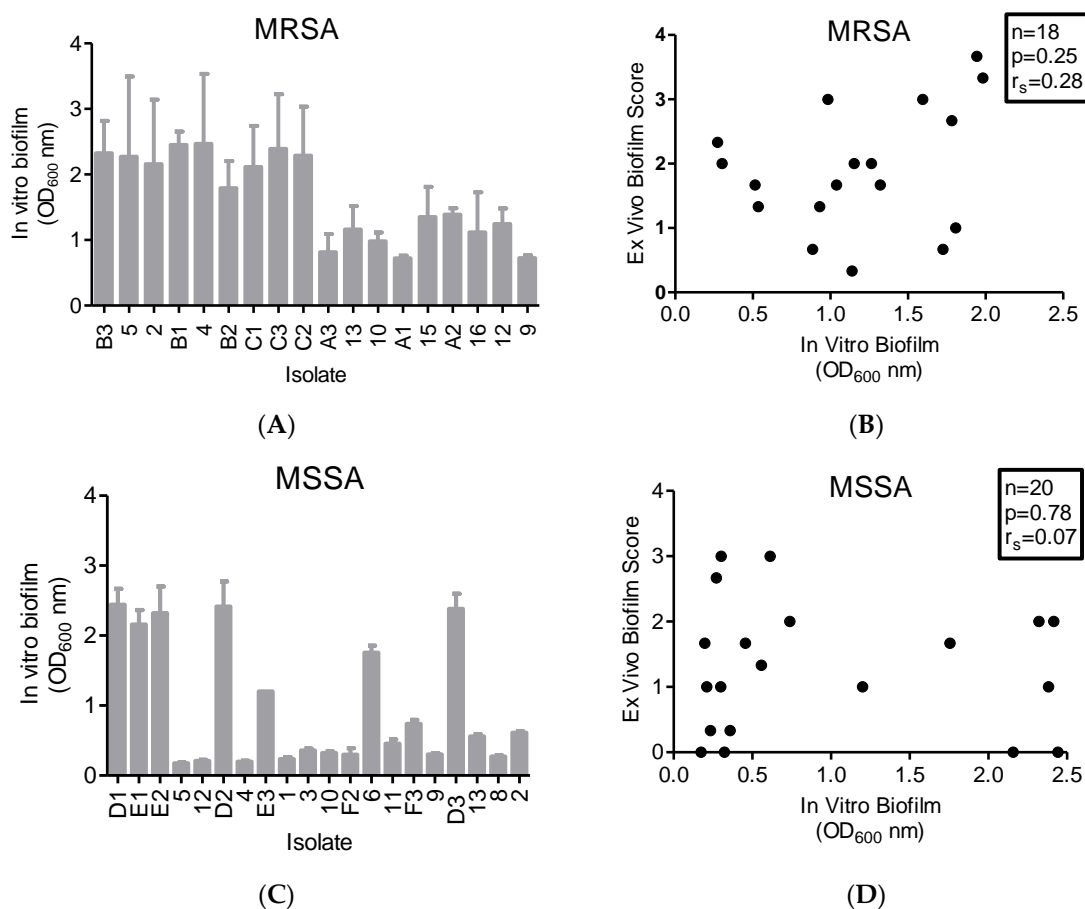 MRSA
In vitro biofilm
(OD600 nm)
4
3
2
1
0
B3 5 2 B1 4 B2 C1 C3 C2 A3 13 10 A1 15 A2 16 12 9
Isolate
(A)
MRSA
n=18
p=0.25
rs=0.28
Ex Vivo Biofilm Score
4
3
2
1
0
0.0 0.5 1.0 1.5 2.0 2.5
In Vitro Biofilm
(OD600 nm)
(B)
MSSA
In vitro biofilm
(OD600 nm)
4
3
2
1
0
D1 E1 E2 5 12 D2 4 E3 1 3 10 F2 6 11 F3 9 D3 13 8 2
Isolate
(C)
MSSA
n=20
p=0.78
rs=0.07
Ex Vivo Biofilm Score
4
3
2
1
0
0.0 0.5 1.0 1.5 2.0 2.5
In Vitro Biofilm
(OD600 nm)
(D)